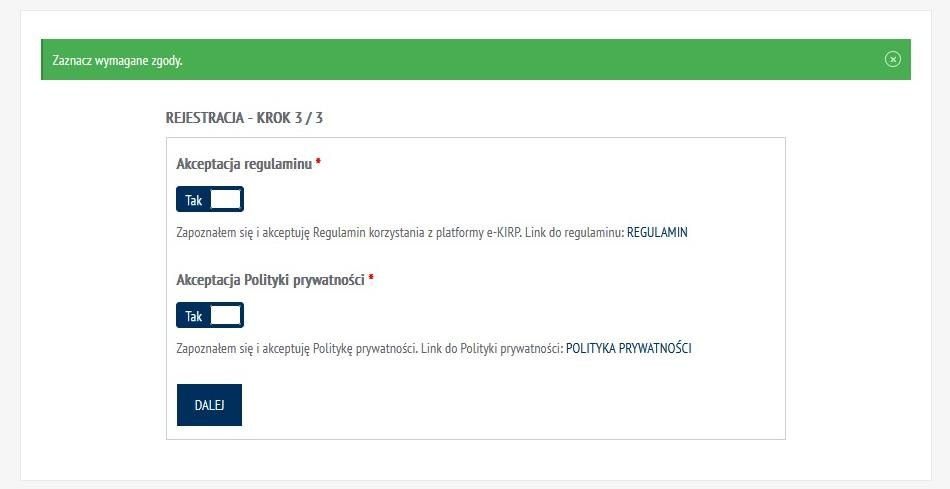 Zaznacz wymagane zgody.
REJESTRACJA - KROK 3 / 3
Akceptacja regulaminu *
Tak
Zapoznałem się i akceptuję Regulamin korzystania z platformy e-KIRP. Link do regulaminu: REGULAMIN
Akceptacja Polityki prywatności *
Tak
Zapoznałem się i akceptuję Politykę prywatności. Link do Polityki prywatności: POLITYKA PRYWATNOŚCI
DALEJ